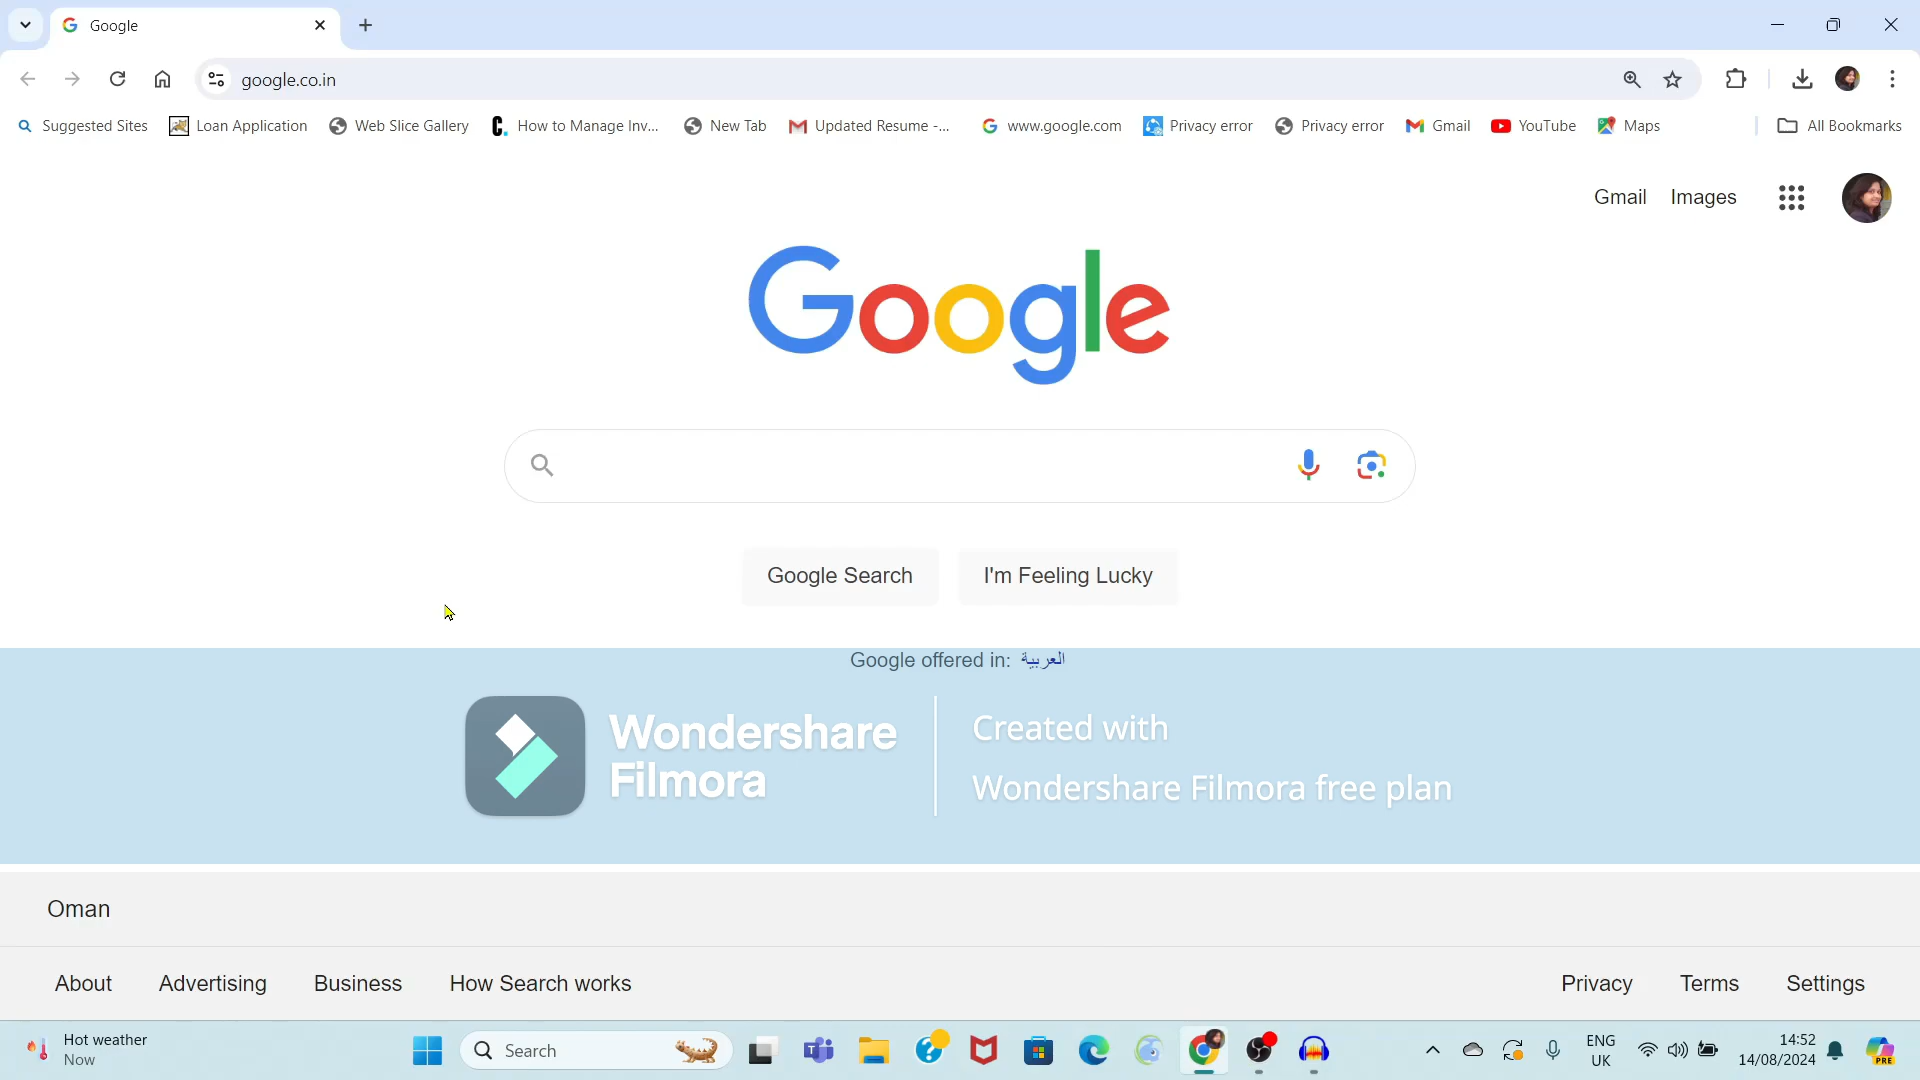 Google
google.co.in
Suggested Sites Loan Application Web Slice Gallery How to Manage Inv... New Tab Updated Resume -... www.google.com Privacy error Privacy error Gmail YouTube Maps All Bookmarks
Gmail Images
Google
Google Search I'm Feeling Lucky
Google offered in: العربية
Wondershare
Filmora
Created with
Wondershare Filmora free plan
Oman
About Advertising Business How Search works Privacy Terms Settings
Hot weather
Now
Search
ENG
UK
14:52
14/08/2024
PRE